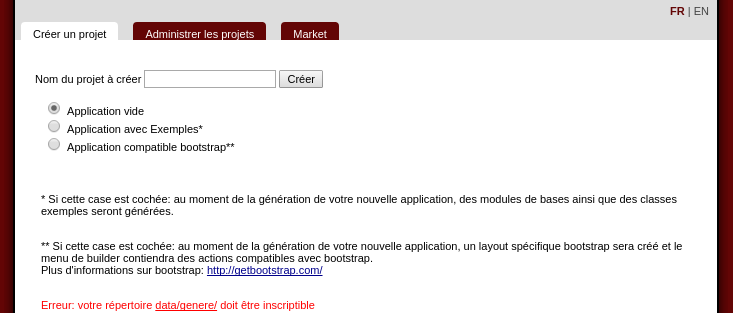 FR | EN
Créer un projet Administrer les projets Market
Nom du projet à créer Créer
Application vide
Application avec Exemples*
Application compatible bootstrap**
* Si cette case est cochée: au moment de la génération de votre nouvelle application, des modules de bases ainsi que des classes
exemples seront générées.
** Si cette case est cochée: au moment de la génération de votre nouvelle application, un layout spécifique bootstrap sera créé et le
menu de builder contiendra des actions compatibles avec bootstrap.
Plus d'informations sur bootstrap: http://getbootstrap.com/
Erreur: votre répertoire data/genere/ doit être inscriptible